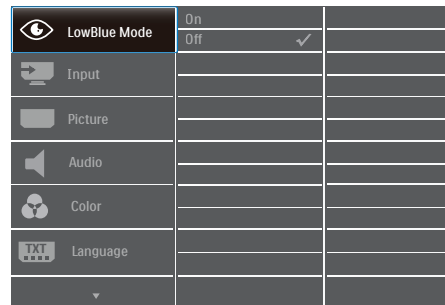 LowBlue Mode
On
Off
Input
Picture
Audio
Color
TXT
Language